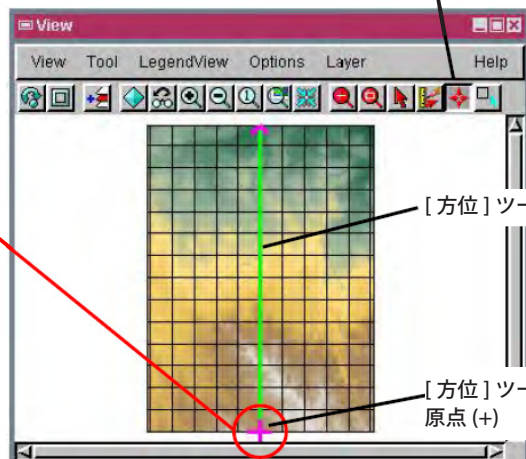 View
View Tool LegendView Options Layer Help
[ 方位 ] ツー
[ 方位 ] ツー
原点 (+)